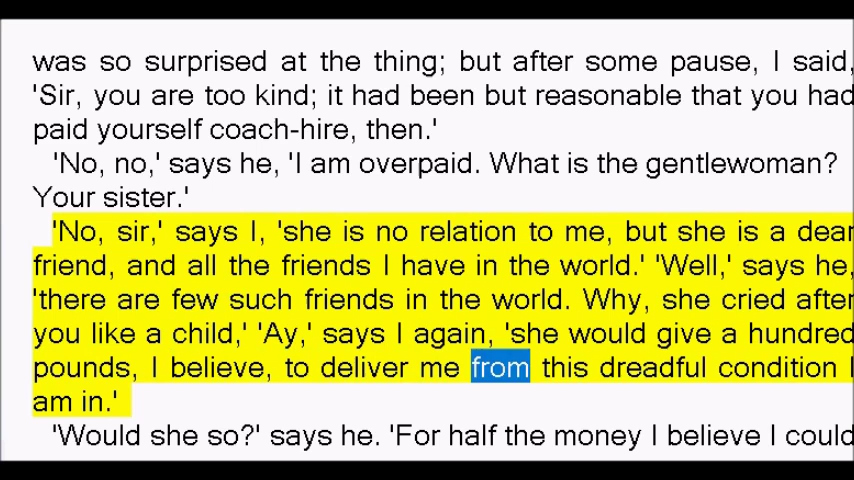 was so surprised at the thing; but after some pause, I said,
'Sir, you are too kind; it had been but reasonable that you had
paid yourself coach-hire, then.'
'No, no,' says he, 'I am overpaid. What is the gentlewoman?
Your sister.'
'No, sir,' says I, 'she is no relation to me, but she is a dear
friend, and all the friends I have in the world.' 'Well,' says he,
'there are few such friends in the world. Why, she cried after
you like a child,' 'Ay,' says I again, 'she would give a hundred
pounds, I believe, to deliver me from this dreadful condition I
am in.'
'Would she so?' says he. 'For half the money I believe I could